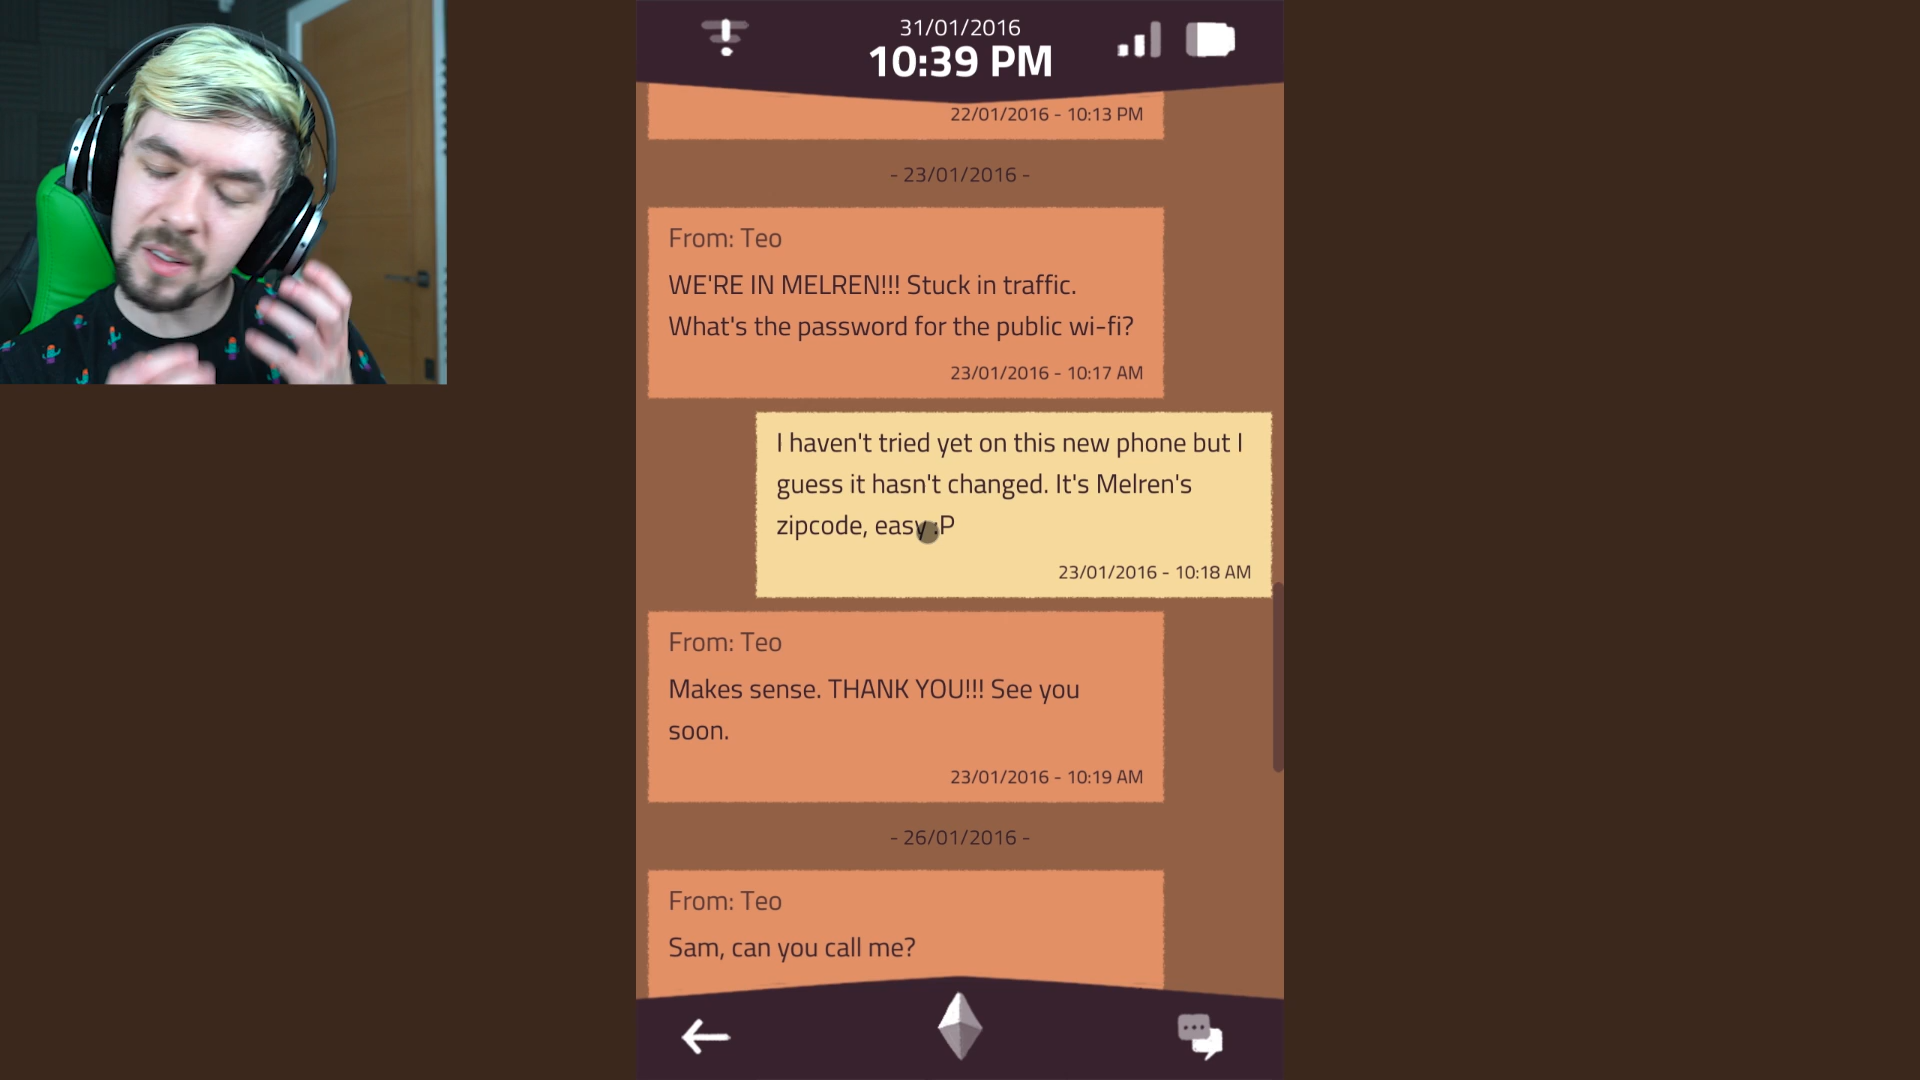 31/01/2016
10:39 PM
22/01/2016 - 10:13 PM
- 23/01/2016 -
From: Teo
WE'RE IN MELREN!!! Stuck in traffic.
What's the password for the public wi-fi?
23/01/2016 - 10:17 AM
I haven't tried yet on this new phone but I
guess it hasn't changed. It's Melren's
zipcode, easy :P
23/01/2016 - 10:18 AM
From: Teo
Makes sense. THANK YOU!!! See you
soon.
23/01/2016 - 10:19 AM
- 26/01/2016 -
From: Teo
Sam, can you call me?